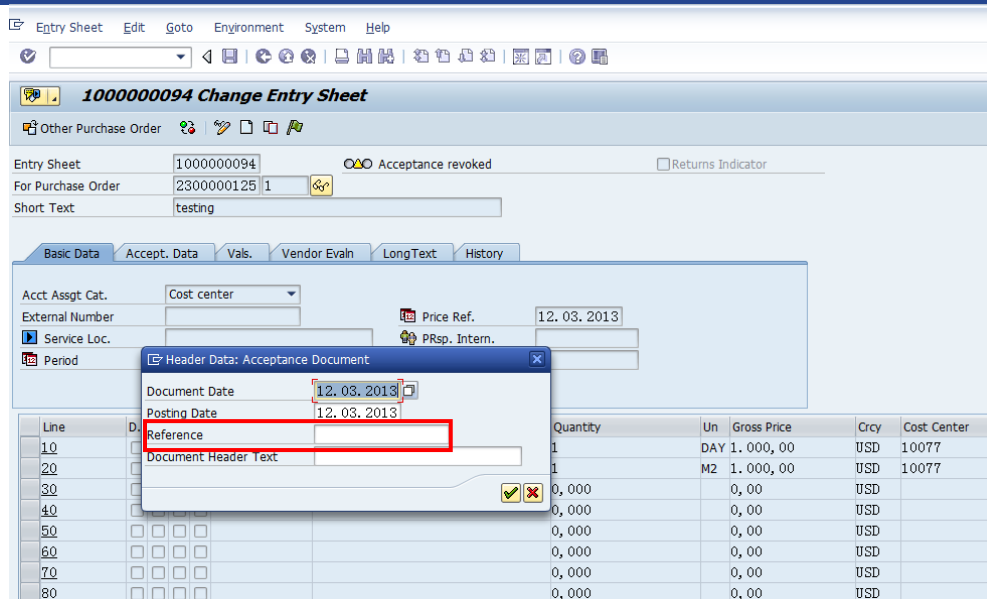 Entry Sheet Edit Goto Environment System Help
1000000094 Change Entry Sheet
Other Purchase Order
Entry Sheet 1000000094 Acceptance revoked Returns Indicator
For Purchase Order 2300000125 1
Short Text testing
Basic Data Accept. Data Vals. Vendor Evaln LongText History
Acct Assgt Cat. Cost center
External Number Price Ref. 12.03.2013
Service Loc. PRsp. Intern.
Period
Header Data: Acceptance Document
Document Date 12.03.2013
Posting Date 12.03.2013
Reference
Document Header Text
Line D. Quantity Un Gross Price Crcy Cost Center
10 1 DAY 1.000,00 USD 10077
20 1 M2 1.000,00 USD 10077
30 0,000 0,00 USD
40 0,000 0,00 USD
50 0,000 0,00 USD
60 0,000 0,00 USD
70 0,000 0,00 USD
80 0,000 0,00 USD